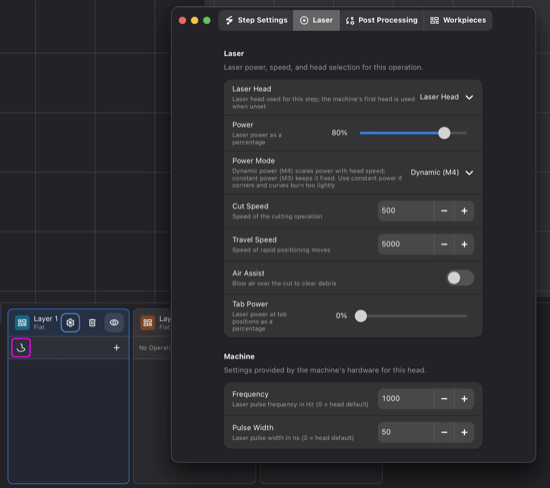 Step Settings
Laser
Post Processing
Workpieces
Laser
Laser power, speed, and head selection for this operation.
Laser Head
Laser head used for this step; the machine's first head is used
when unset
Laser Head
Power
Laser power as a
percentage
80%
Power Mode
Dynamic power (M4) scales power with head speed;
constant power (M3) keeps it fixed. Use constant power if
corners and curves burn too lightly
Dynamic (M4)
Cut Speed
Speed of the cutting operation
500
Travel Speed
Speed of rapid positioning moves
5000
Air Assist
Blow air over the cut to clear debris
Tab Power
Laser power at tab
positions as a
percentage
0%
Machine
Settings provided by the machine's hardware for this head.
Frequency
Laser pulse frequency in Hz (0 = head default)
1000
Pulse Width
Laser pulse width in ns (0 = head default)
50
Layer 1
Flat
Lay
Flat
No Operati